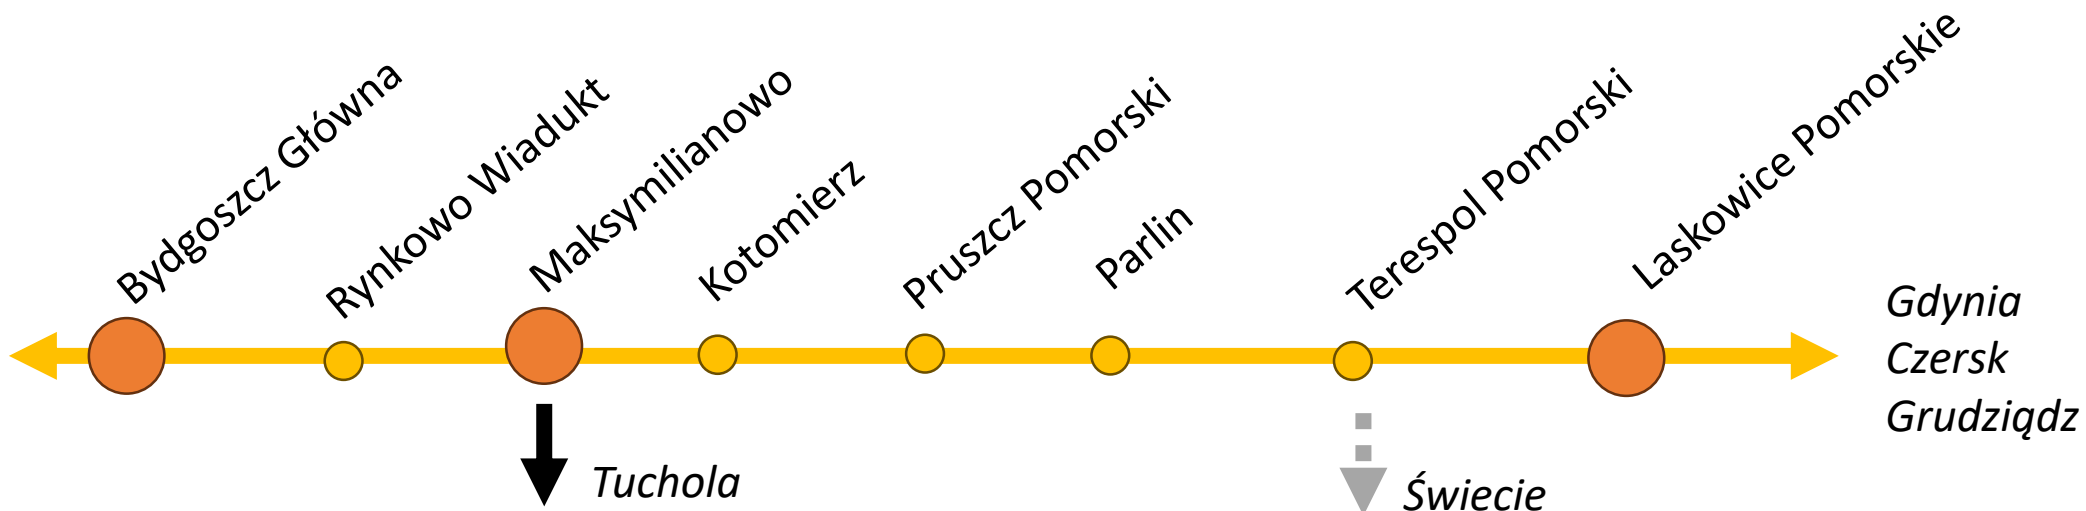 Bydgoszcz Główna
Rynkowo Wiadukt
Maksymilianowo
Kotomierz
Pruszcz Pomorski
Parlin
Terespol Pomorski
Laskowice Pomorskie
Gdynia
Czersk
Grudziądz
Tuchola
Świecie